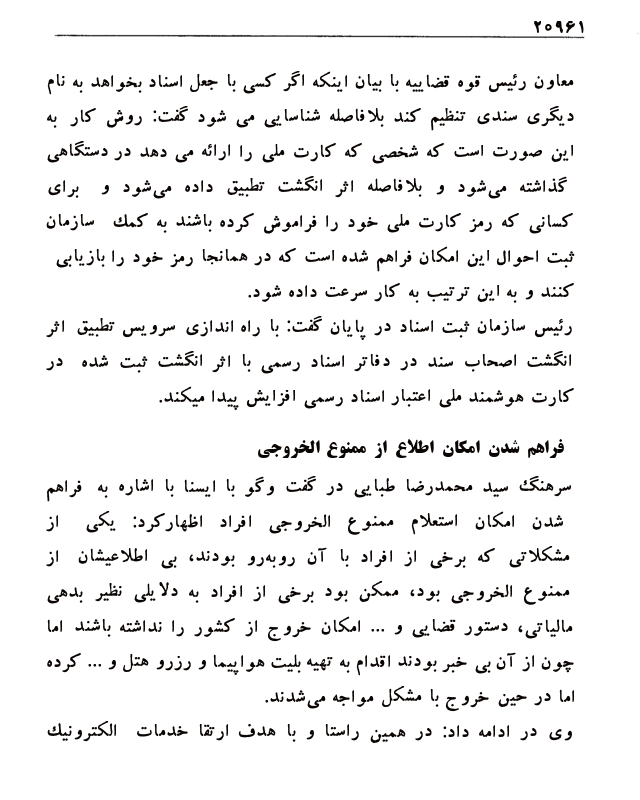 ۲۰۹۶۱
معاون رئیس قوه قضاییه با بیان اینکه اگر کسی با جعل اسناد بخواهد به نام
دیگری سندی تنظیم کند بلافاصله شناسایی می شود گفت: روش کار به
این صورت است که شخصی که کارت ملی را ارائه می دهد در دستگاهی
گذاشته می‌شود و بلافاصله اثر انگشت تطبیق داده می‌شود و برای
کسانی که رمز کارت ملی خود را فراموش کرده باشند به کمك سازمان
ثبت احوال این امکان فراهم شده است که در همانجا رمز خود را بازیابی
کنند و به این ترتیب به کار سرعت داده شود.
رئیس سازمان ثبت اسناد در پایان گفت: با راه اندازی سرویس تطبیق اثر
انگشت اصحاب سند در دفاتر اسناد رسمی با اثر انگشت ثبت شده در
کارت هوشمند ملی اعتبار اسناد رسمی افزایش پیدا میکند.
فراهم شدن امکان اطلاع از ممنوع الخروجی
سرهنگ سید محمدرضا طبایی در گفت وگو با ایسنا با اشاره به فراهم
شدن امکان استعلام ممنوع الخروجی افراد اظهارکرد: یکی از
مشکلاتی که برخی از افراد با آن روبه‌رو بودند، بی اطلاعیشان از
ممنوع الخروجی بود، ممکن بود برخی از افراد به دلایلی نظیر بدهی
مالیاتی، دستور قضایی و ... امکان خروج از کشور را نداشته باشند اما
چون از آن بی خبر بودند اقدام به تهیه بلیت هواپیما و رزرو هتل و ... کرده
اما در حین خروج با مشکل مواجه می‌شدند.
وی در ادامه داد: در همین راستا و با هدف ارتقا خدمات الکترونیك